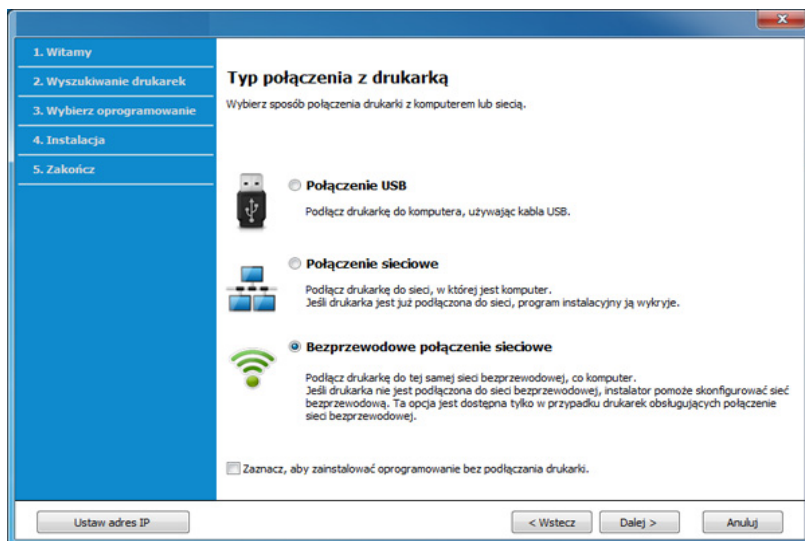 1. Witamy
2. Wyszukiwanie drukarek
3. Wybierz oprogramowanie
4. Instalacja
5. Zakończ
Typ połączenia z drukarką
Wybierz sposób połączenia drukarki z komputerem lub siecią.
Połączenie USB
Podłącz drukarkę do komputera, używając kabla USB.
Połączenie sieciowe
Podłącz drukarkę do sieci, w której jest komputer.
Jeśli drukarka jest już podłączona do sieci, program instalacyjny ją wykryje.
Bezprzewodowe połączenie sieciowe
Podłącz drukarkę do tej samej sieci bezprzewodowej, co komputer.
Jeśli drukarka nie jest podłączona do sieci bezprzewodowej, instalator pomoże skonfigurować sieć
bezprzewodową. Ta opcja jest dostępna tylko w przypadku drukarek obsługujących połączenie
sieci bezprzewodowej.
Zaznacz, aby zainstalować oprogramowanie bez podłączania drukarki.
Ustaw adres IP
< Wstecz
Dalej >
Anuluj